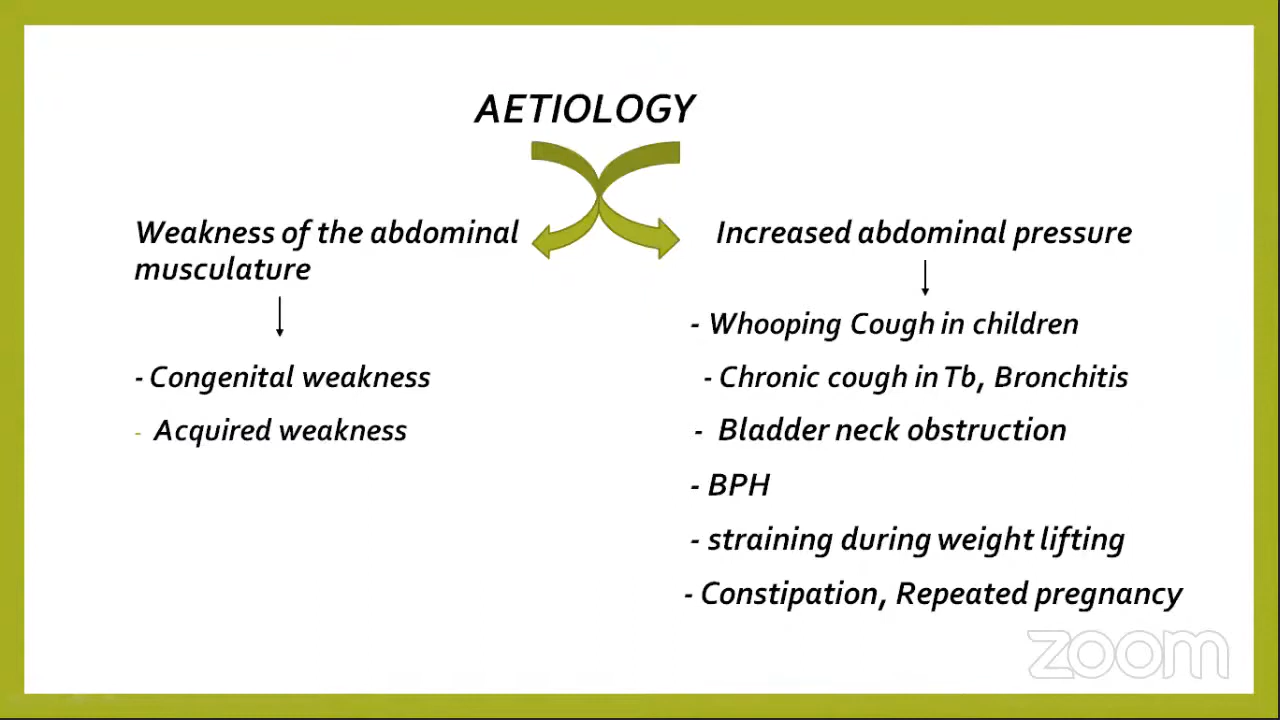 AETIOLOGY
Weakness of the abdominal
musculature
- Congenital weakness
- Acquired weakness
Increased abdominal pressure
- Whooping Cough in children
- Chronic cough in Tb, Bronchitis
- Bladder neck obstruction
- BPH
- straining during weight lifting
- Constipation, Repeated pregnancy
zoom